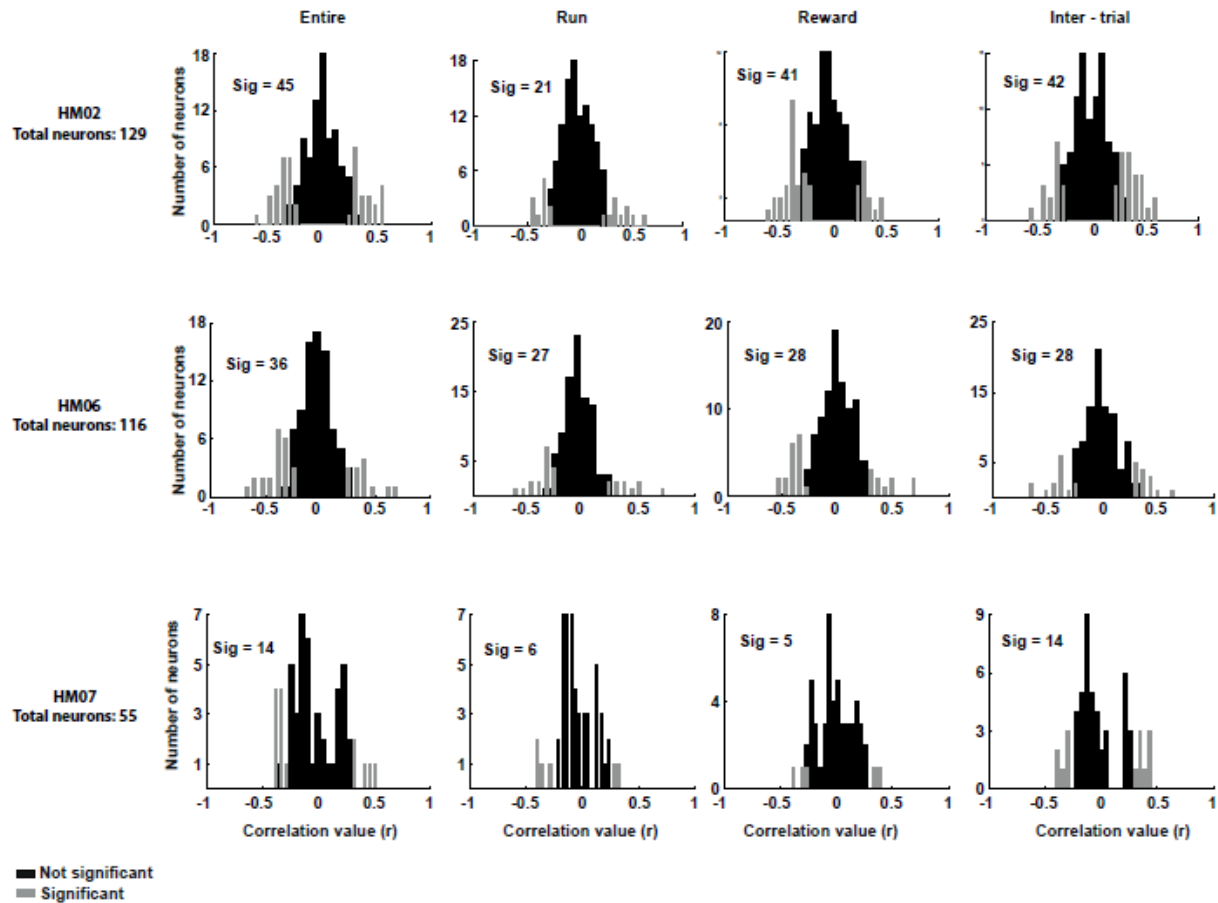 Entire Run Reward Inter - trial
HM02
Total neurons: 129
Number of neurons
18
12
6
0
Sig = 45
-1 -0.5 0 0.5 1
18
12
6
0
Sig = 21
-1 -0.5 0 0.5 1
Sig = 41
-1 -0.5 0 0.5 1
Sig = 42
-1 -0.5 0 0.5 1
HM06
Total neurons: 116
Number of neurons
18
12
6
0
Sig = 36
-1 -0.5 0 0.5 1
25
15
5
Sig = 27
-1 -0.5 0 0.5 1
20
10
0
Sig = 28
-1 -0.5 0 0.5 1
25
15
5
Sig = 28
-1 -0.5 0 0.5 1
HM07
Total neurons: 55
Number of neurons
7
5
3
1
Sig = 14
-1 -0.5 0 0.5 1
Correlation value (r)
7
5
3
1
Sig = 6
-1 -0.5 0 0.5 1
Correlation value (r)
8
4
0
Sig = 5
-1 -0.5 0 0.5 1
Correlation value (r)
9
6
3
0
Sig = 14
-1 -0.5 0 0.5 1
Correlation value (r)
Not significant
Significant